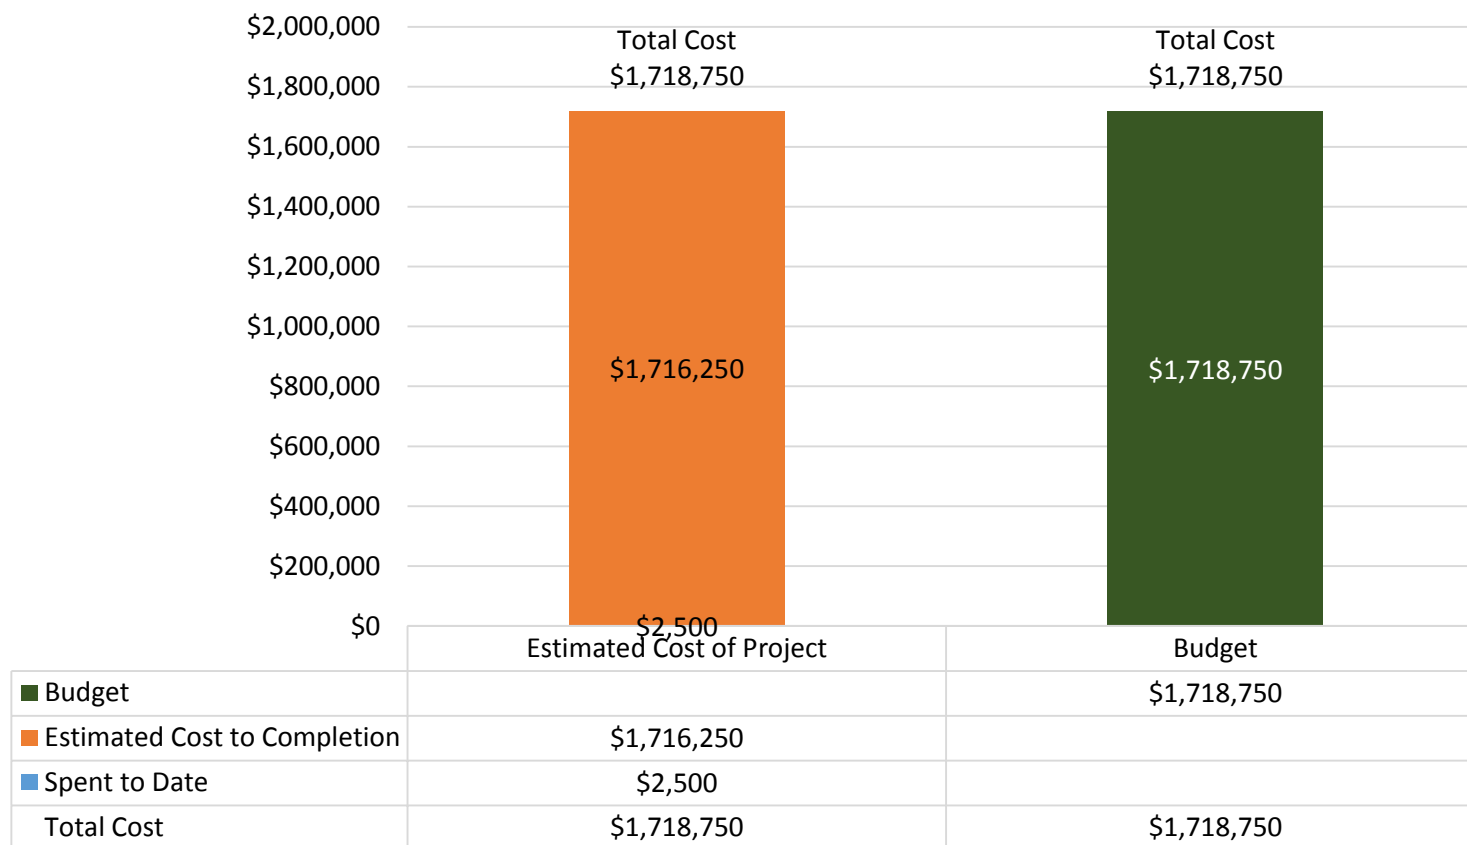 $2,000,000
Total Cost Total Cost
$1,718,750 $1,718,750
$1,800,000
$1,600,000
$1,400,000
$1,200,000
$1,000,000
$1,716,250 $1,718,750
$800,000
$600,000
$400,000
$200,000
$0 $2,500
Estimated Cost of Project Budget
Budget $1,718,750
Estimated Cost to Completion $1,716,250
Spent to Date $2,500
Total Cost $1,718,750 $1,718,750